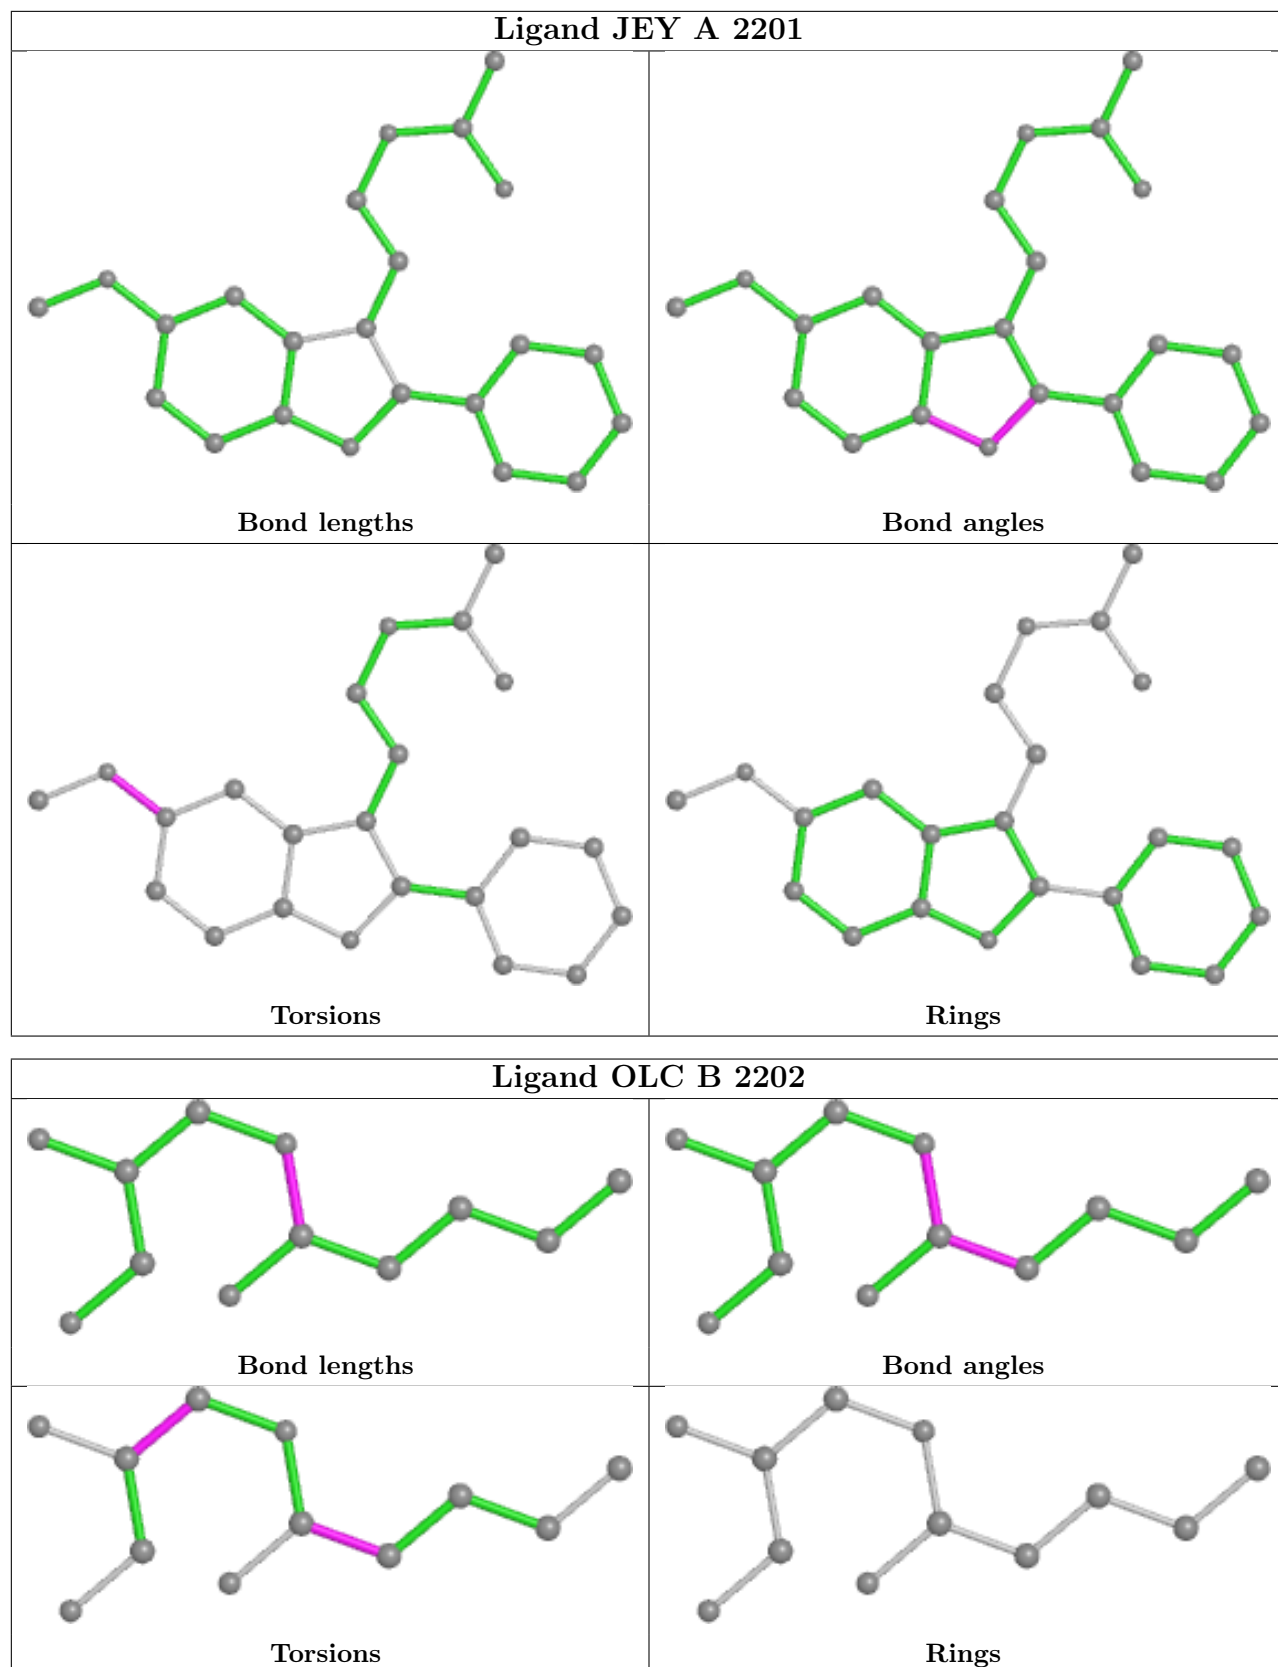 Ligand JEY A 2201
Bond lengths
Bond angles
Torsions
Rings
Ligand OLC B 2202
Bond lengths
Bond angles
Torsions
Rings